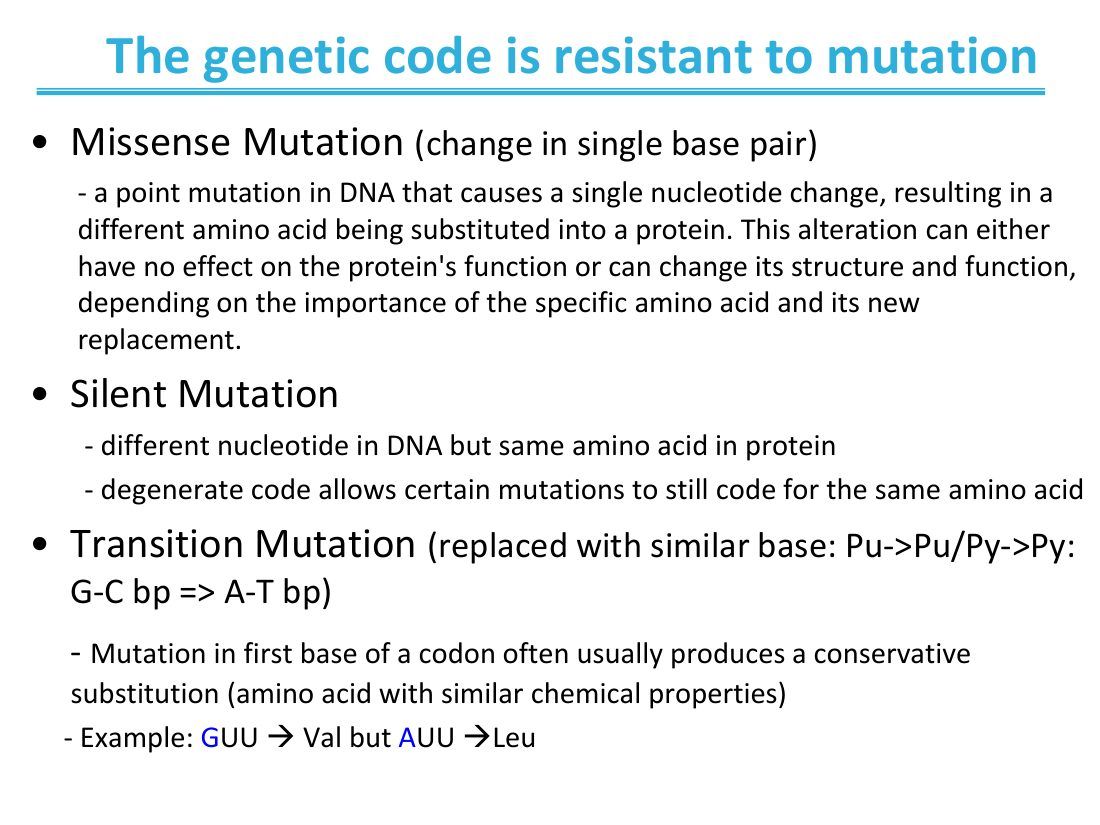 The genetic code is resistant to mutation
• Missense Mutation (change in single base pair)
- a point mutation in DNA that causes a single nucleotide change, resulting in a
different amino acid being substituted into a protein. This alteration can either
have no effect on the protein's function or can change its structure and function,
depending on the importance of the specific amino acid and its new
replacement.
• Silent Mutation
- different nucleotide in DNA but same amino acid in protein
- degenerate code allows certain mutations to still code for the same amino acid
• Transition Mutation (replaced with similar base: Pu->Pu/Py->Py:
G-C bp => A-T bp)
- Mutation in first base of a codon often usually produces a conservative
substitution (amino acid with similar chemical properties)
- Example: GUU → Val but AUU →Leu